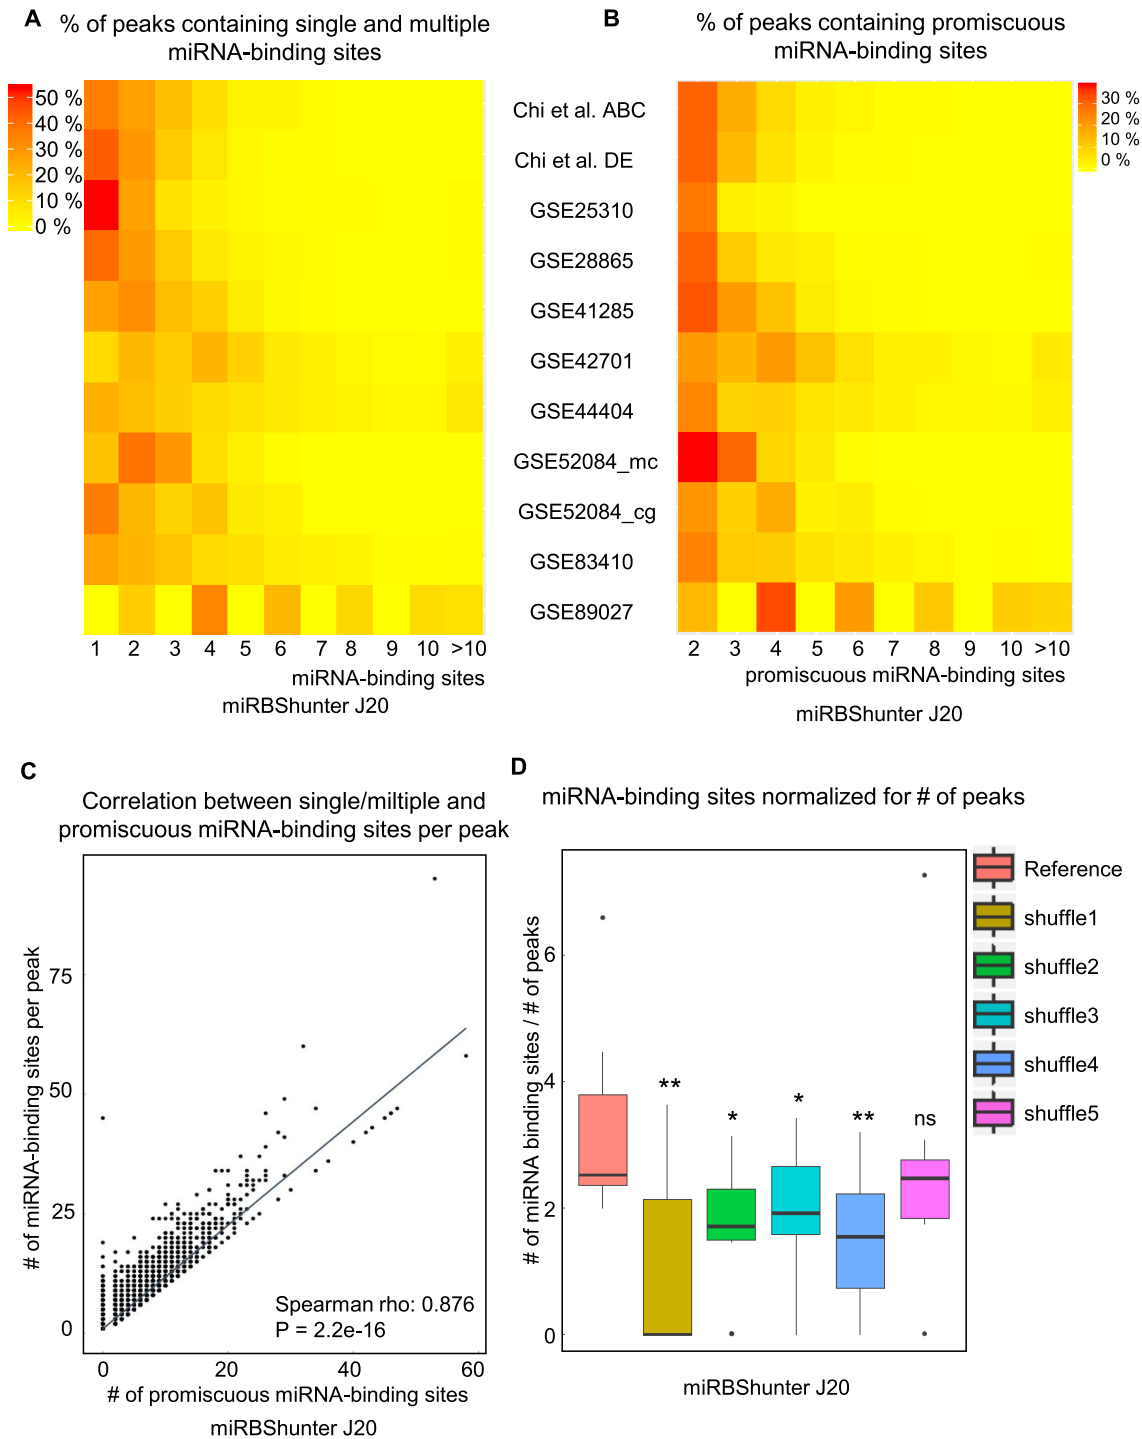 A
% of peaks containing single and multiple
miRNA-binding sites
50 %
40 %
30 %
20 %
10 %
0 %
1 2 3 4 5 6 7 8 9 10 >10
miRNA-binding sites
miRBShunter J20
Chi et al. ABC
Chi et al. DE
GSE25310
GSE28865
GSE41285
GSE42701
GSE44404
GSE52084_mc
GSE52084_cg
GSE83410
GSE89027
B
% of peaks containing promiscuous
miRNA-binding sites
30 %
20 %
10 %
0 %
2 3 4 5 6 7 8 9 10 >10
promiscuous miRNA-binding sites
miRBShunter J20
C
Correlation between single/miltiple and
promiscuous miRNA-binding sites per peak
# of miRNA-binding sites per peak
75
50
25
0
Spearman rho: 0.876
P = 2.2e-16
0 20 40 60
# of promiscuous miRNA-binding sites
miRBShunter J20
D
miRNA-binding sites normalized for # of peaks
# of miRNA binding sites / # of peaks
6
4
2
0
** * * ** ns
miRBShunter J20
Reference
shuffle1
shuffle2
shuffle3
shuffle4
shuffle5